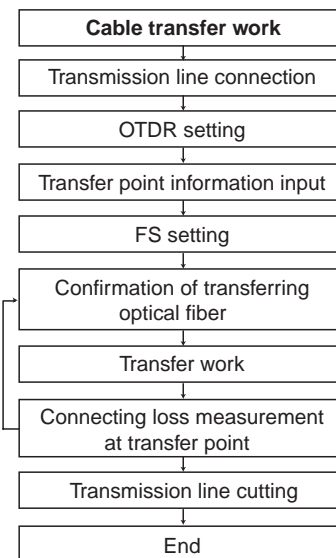 Cable transfer work
Transmission line connection
OTDR setting
Transfer point information input
FS setting
Confirmation of transferring
optical fiber
Transfer work
Connecting loss measurement
at transfer point
Transmission line cutting
End